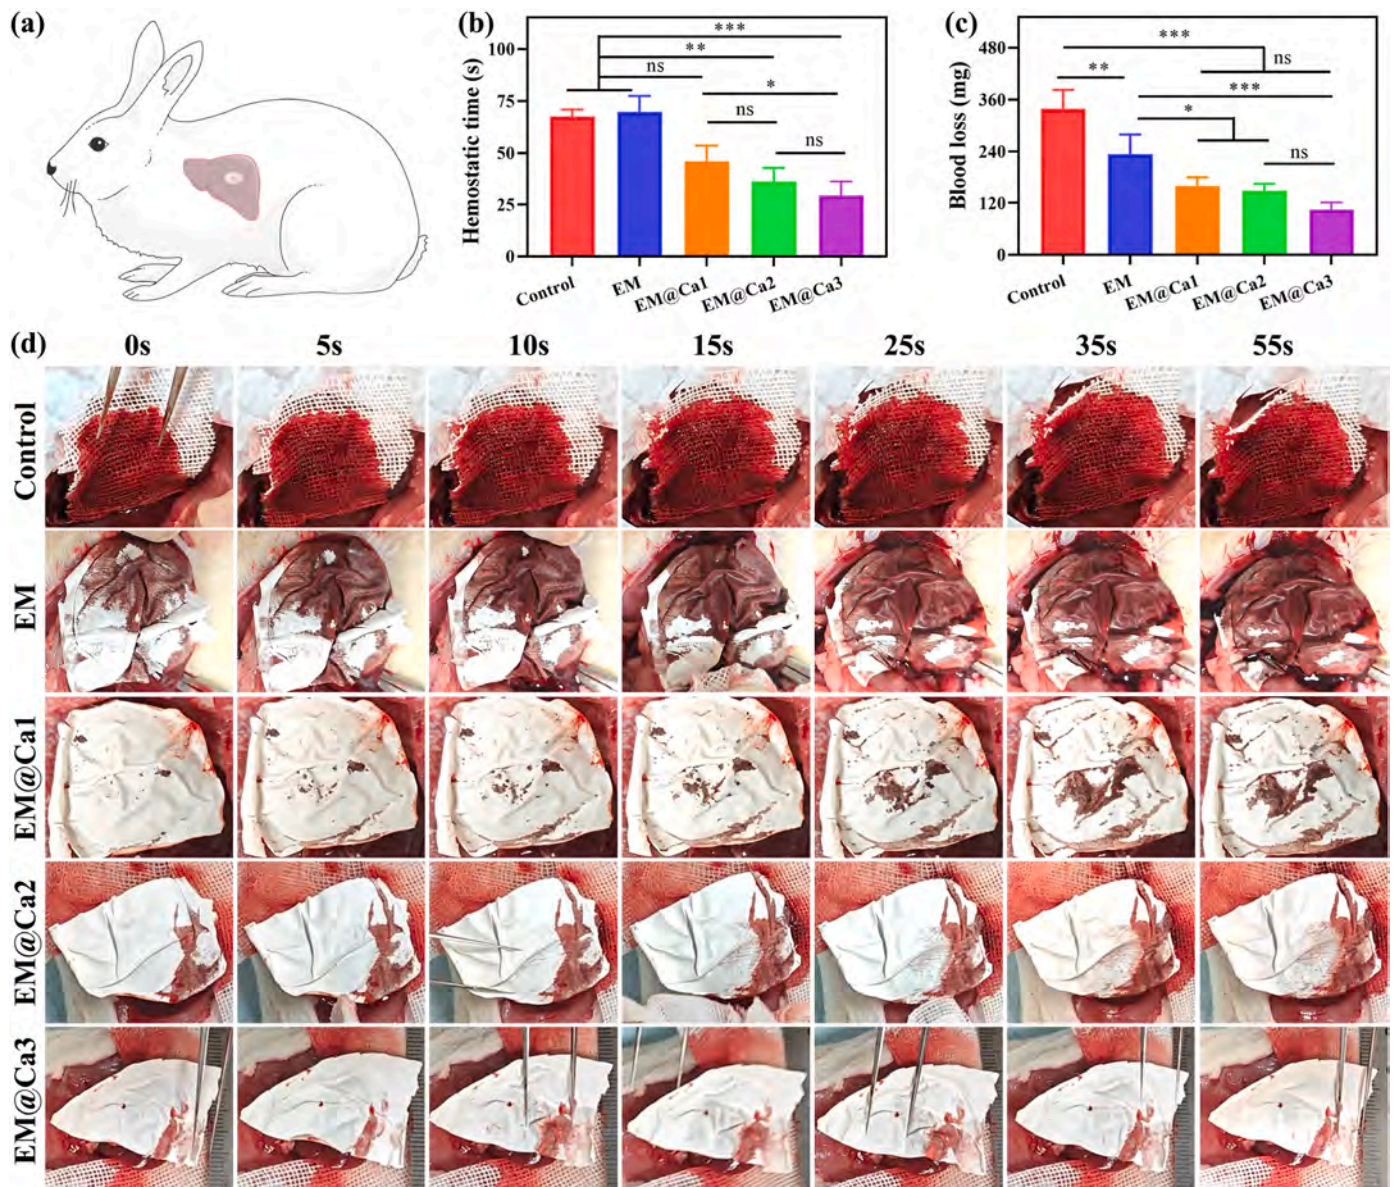 (a)
(b)
Hemostatic time (s)
100
75
50
25
0
***
**
ns
*
ns
ns
Control
EM
EM@Ca1
EM@Ca2
EM@Ca3
(c)
Blood loss (mg)
480
360
240
120
0
***
ns
**
***
*
ns
Control
EM
EM@Ca1
EM@Ca2
EM@Ca3
(d)
0s 5s 10s 15s 25s 35s 55s
Control
EM
EM@Ca1
EM@Ca2
EM@Ca3